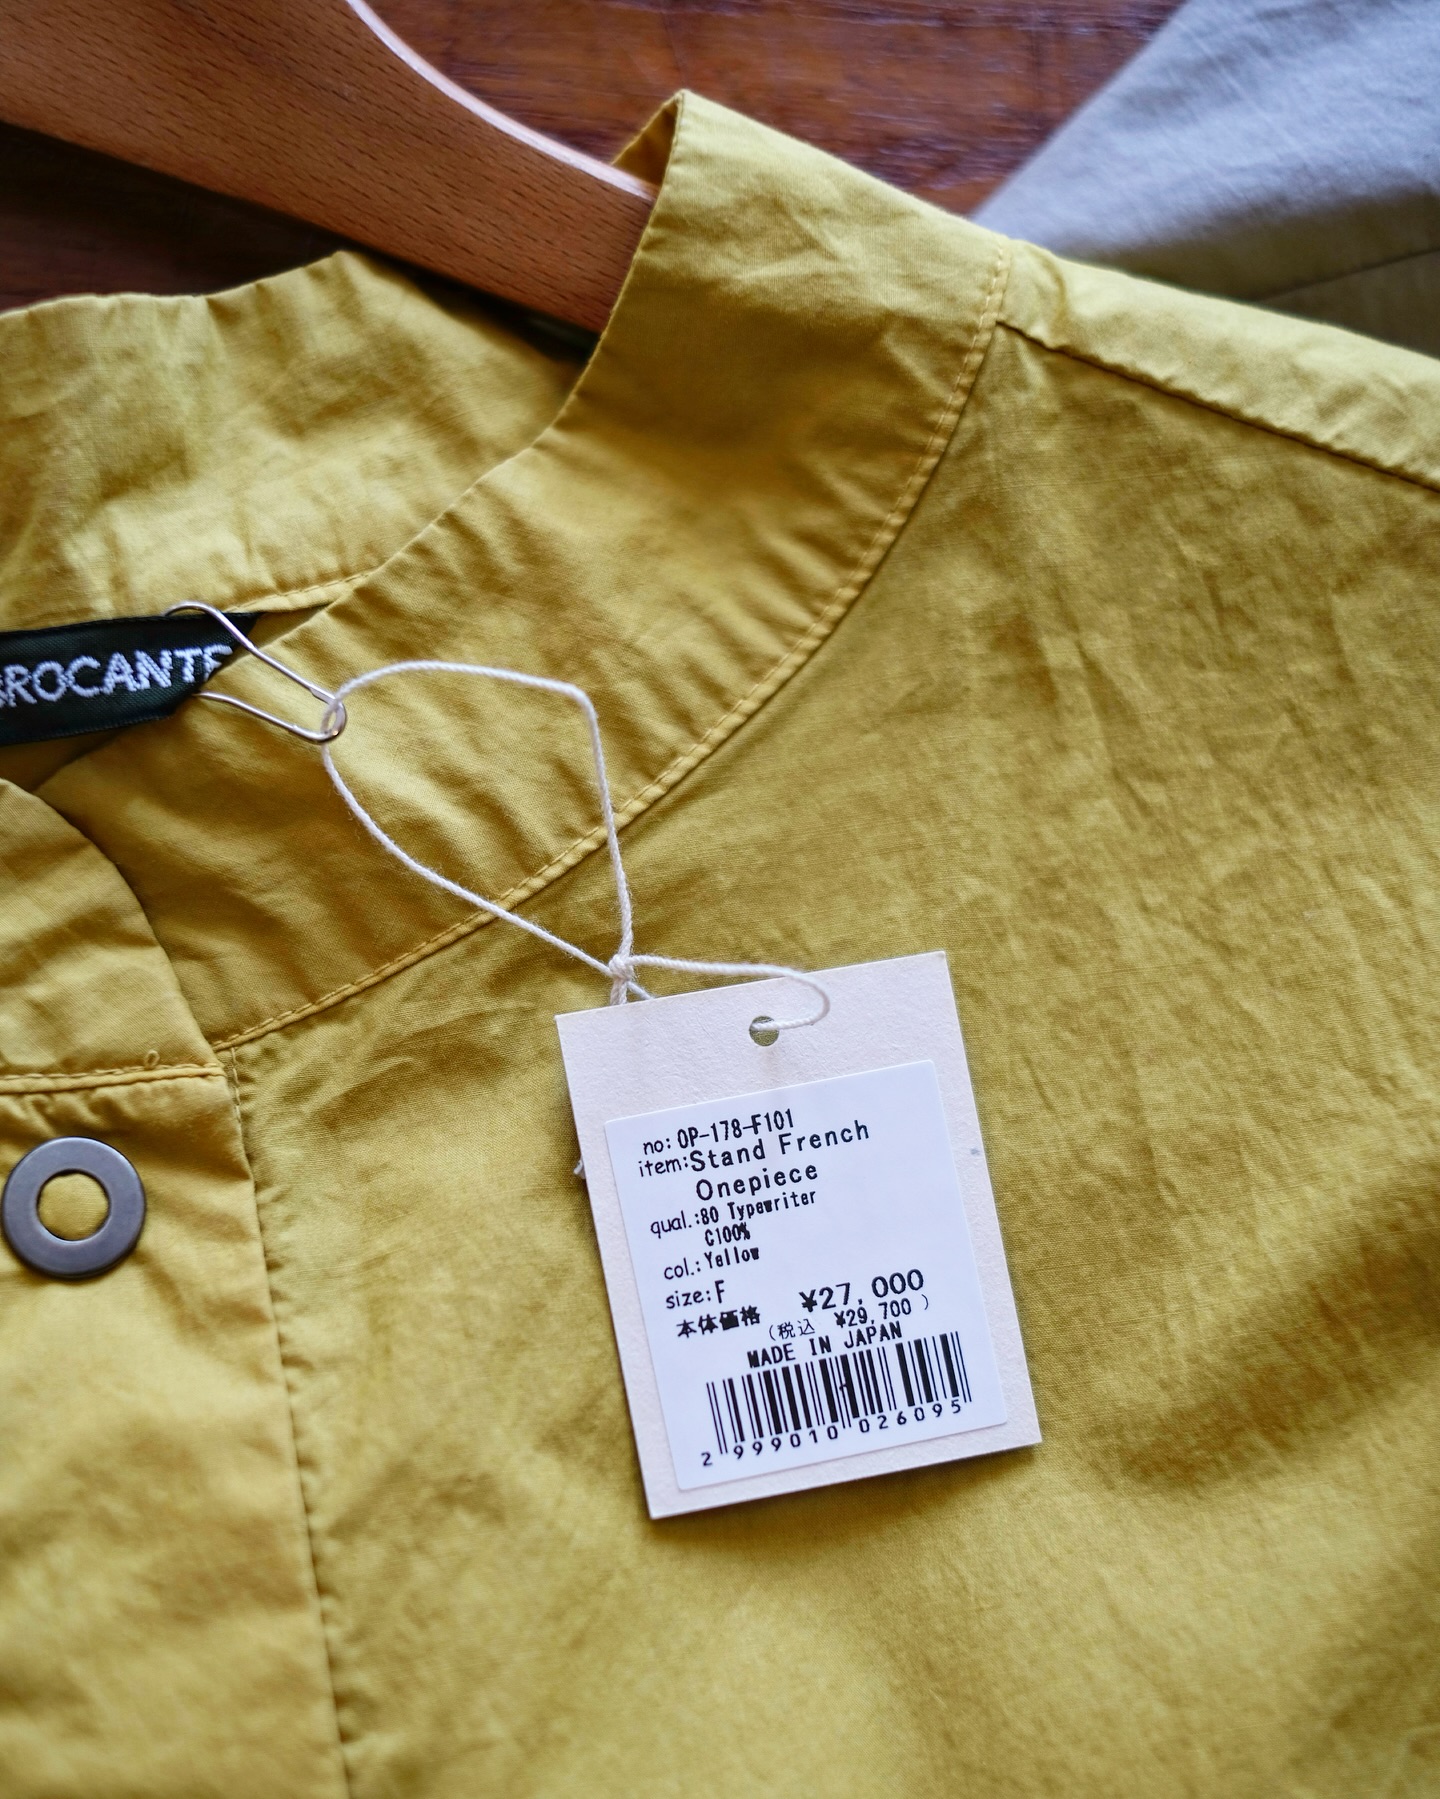 BROCANTE
no: OP-178-F101
item:Stand French
Onepiece
qual.:80 Typewriter
C100%
col.:Yellow
size:F
本体価格 ¥27,000
(税込 ¥29,700 )
MADE IN JAPAN
2 999010 026095